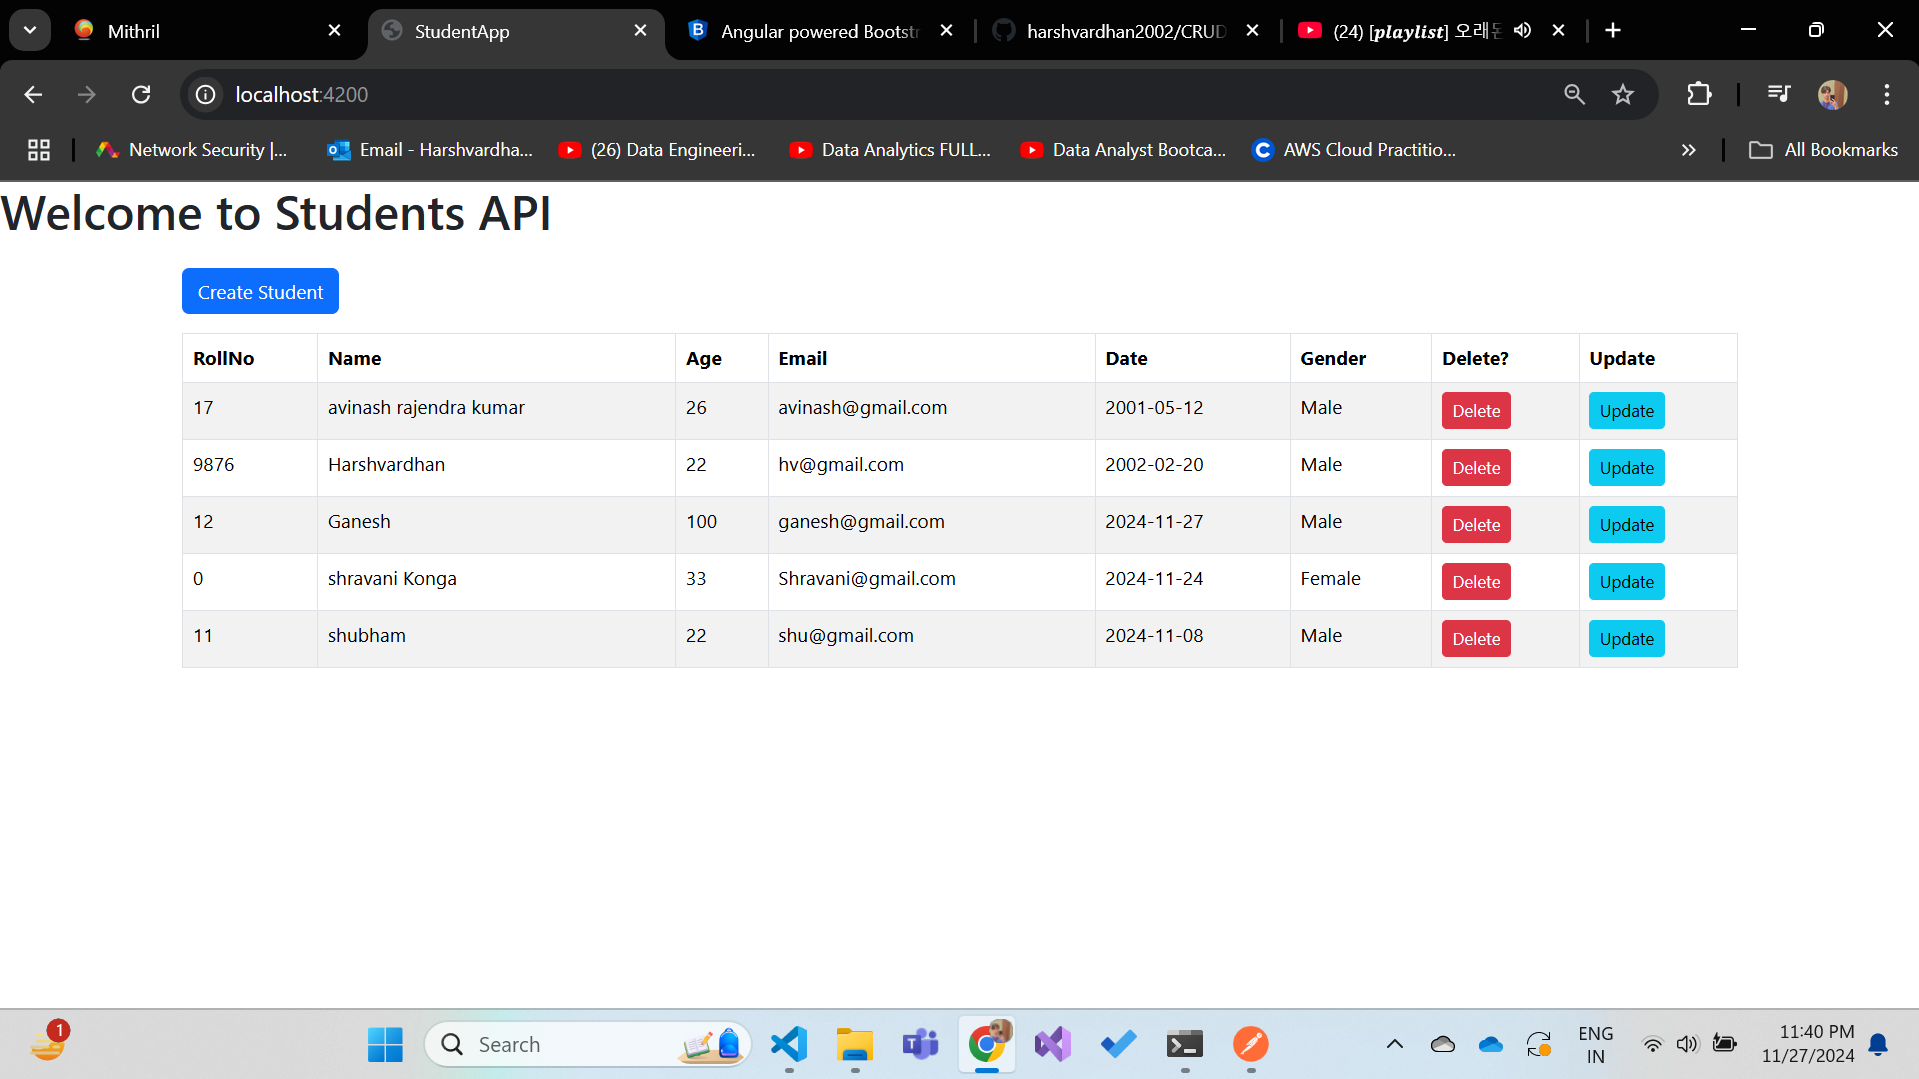 Mithril
StudentApp
Angular powered Bootstr
harshvardhan2002/CRUD
(24) [playlist] 오래된
localhost:4200
Network Security |...
Email - Harshvardha...
(26) Data Engineeri...
Data Analytics FULL...
Data Analyst Bootca...
AWS Cloud Practitio...
All Bookmarks
Welcome to Students API
Create Student
RollNo Name Age Email Date Gender Delete? Update
17 avinash rajendra kumar 26 avinash@gmail.com 2001-05-12 Male Delete Update
9876 Harshvardhan 22 hv@gmail.com 2002-02-20 Male Delete Update
12 Ganesh 100 ganesh@gmail.com 2024-11-27 Male Delete Update
0 shravani Konga 33 Shravani@gmail.com 2024-11-24 Female Delete Update
11 shubham 22 shu@gmail.com 2024-11-08 Male Delete Update
1
Search
ENG
IN
11:40 PM
11/27/2024